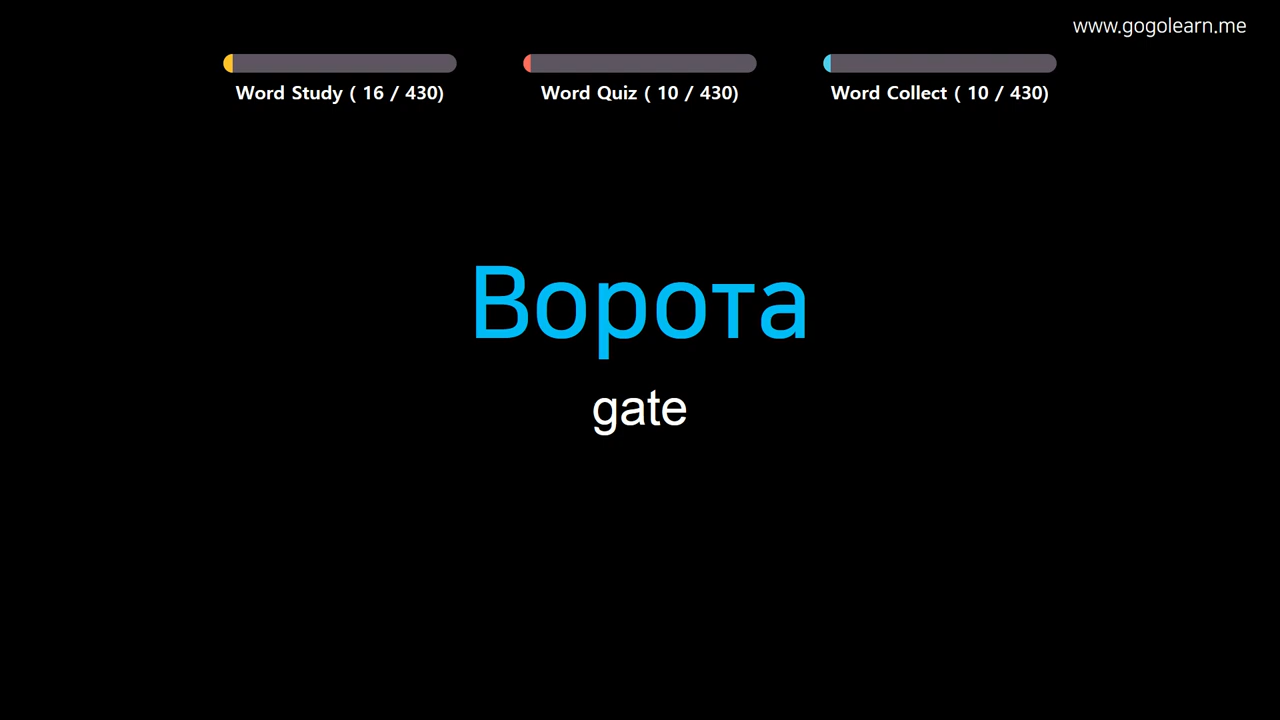 www.gogolearn.me
Word Study ( 16 / 430)
Word Quiz ( 10 / 430)
Word Collect ( 10 / 430)
Ворота
gate